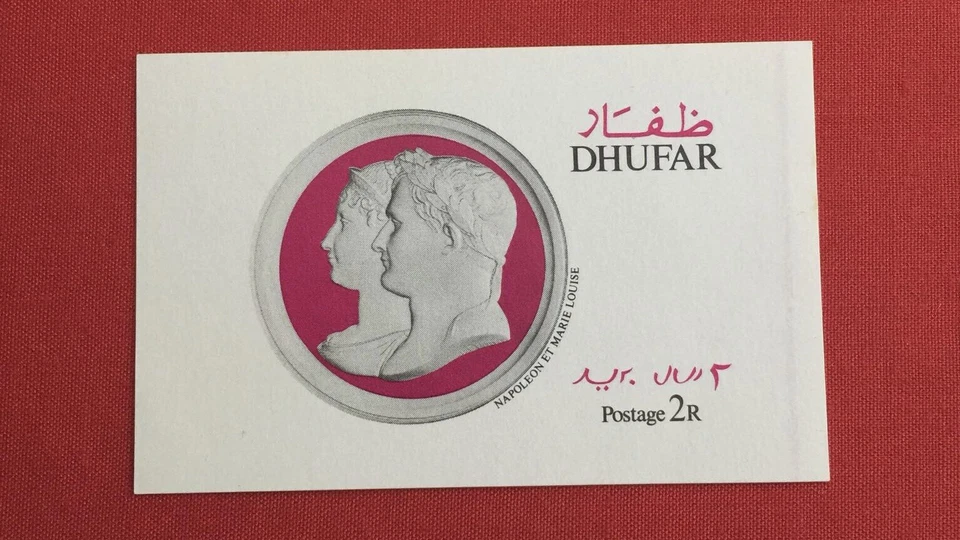 ظفار
DHUFAR
NAPOLEON ET MARIE LOUISE
٢ ريال بريد
Postage 2R